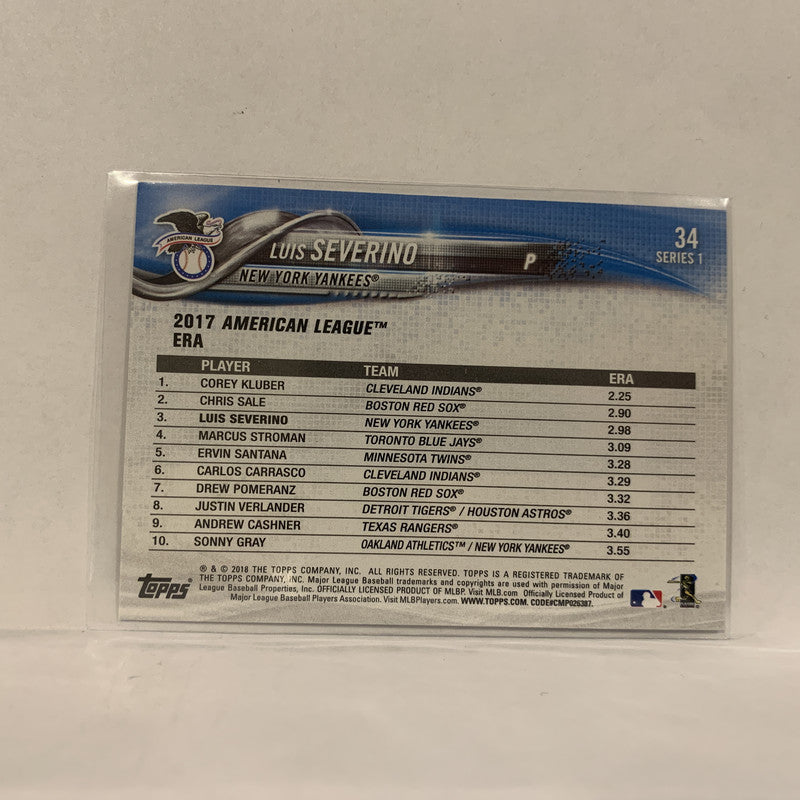 AMERICAN LEAGUE
LUIS SEVERINO
P
34
SERIES 1
NEW YORK YANKEES®
2017 AMERICAN LEAGUE™
ERA
PLAYER TEAM ERA
1. COREY KLUBER CLEVELAND INDIANS® 2.25
2. CHRIS SALE BOSTON RED SOX® 2.90
3. LUIS SEVERINO NEW YORK YANKEES® 2.98
4. MARCUS STROMAN TORONTO BLUE JAYS® 3.09
5. ERVIN SANTANA MINNESOTA TWINS® 3.28
6. CARLOS CARRASCO CLEVELAND INDIANS® 3.29
7. DREW POMERANZ BOSTON RED SOX® 3.32
8. JUSTIN VERLANDER DETROIT TIGERS® / HOUSTON ASTROS® 3.36
9. ANDREW CASHNER TEXAS RANGERS® 3.40
10. SONNY GRAY OAKLAND ATHLETICS™ / NEW YORK YANKEES® 3.55
® & © 2018 THE TOPPS COMPANY, INC. ALL RIGHTS RESERVED. TOPPS IS A REGISTERED TRADEMARK OF
THE TOPPS COMPANY, INC. Major League Baseball trademarks and copyrights are used with permission of Major
League Baseball Properties, Inc. OFFICIALLY LICENSED PRODUCT OF MLBP. Visit MLB.com Officially Licensed Product of
Major League Baseball Players Association. Visit MLBPlayers.com. WWW.TOPPS.COM. CODE#CMP026387.
Topps®